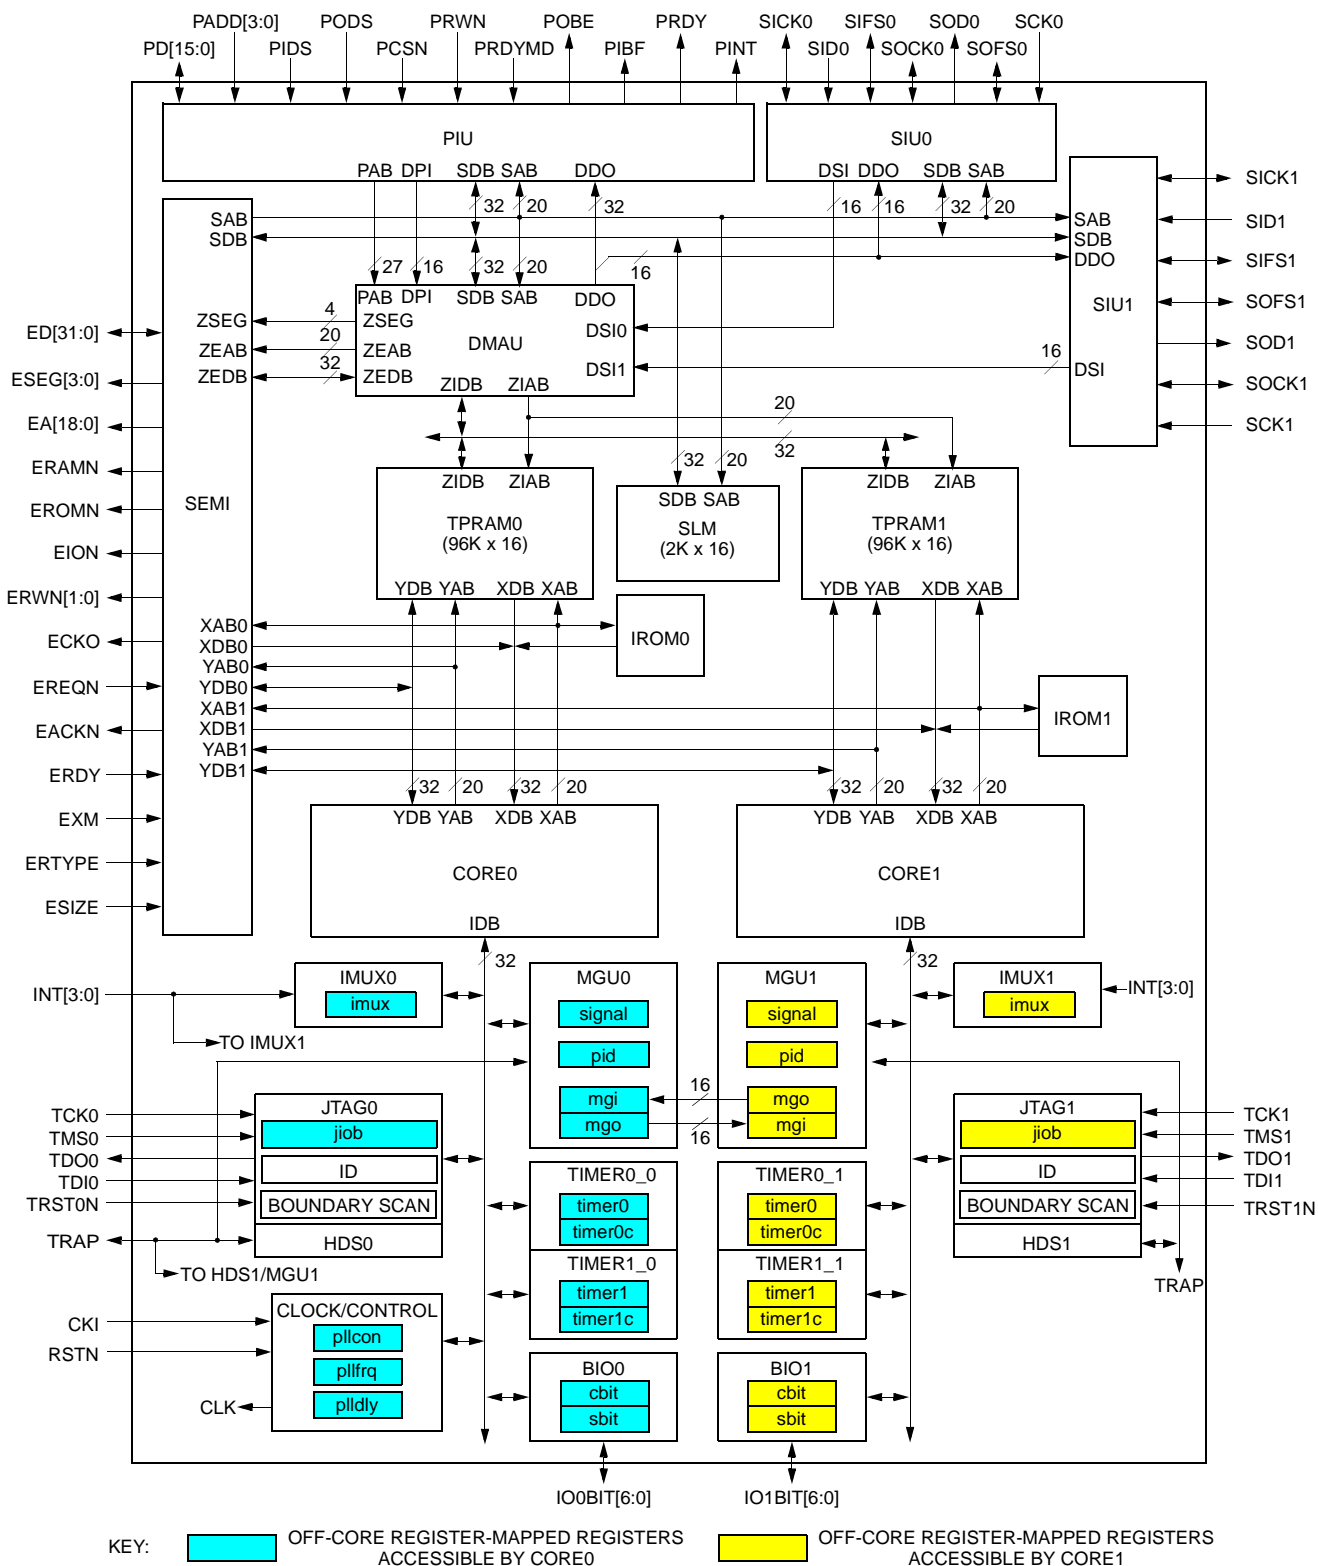 PADD[3:0] PODS PRWN POBE PRDY SICK0 SIFS0 SOD0 SCK0
PD[15:0] PIDS PCSN PRDYMD PIBF PINT SID0 SOCK0 SOFS0
PIU
PAB DPI SDB SAB DDO
SIU0
DSI DDO SDB SAB
32 20 32 16 16 32 20
SAB
SDB
27 16 32 20 16
SAB
SDB
DDO
SIU1
DSI
SICK1
SID1
SIFS1
SOFS1
SOD1
SOCK1
SCK1
PAB DPI SDB SAB DDO
ZSEG 4 ZSEG
DMAU
DSI0
ZEAB 20 ZEAB
DSI1 16
ZEDB 32 ZEDB
ZIDB ZIAB
20
32
32 20
ED[31:0]
ESEG[3:0]
EA[18:0]
ERAMN
EROMN
EION
ERWN[1:0]
ECKO
EREQN
EACKN
ERDY
EXM
ERTYPE
ESIZE
SEMI
ZIDB ZIAB
TPRAM0
(96K x 16)
YDB YAB XDB XAB
SDB SAB
SLM
(2K x 16)
ZIDB ZIAB
TPRAM1
(96K x 16)
YDB YAB XDB XAB
XAB0
XDB0
YAB0
YDB0
XAB1
XDB1
YAB1
YDB1
IROM0
IROM1
32 20 32 20
32 20 32 20
YDB YAB XDB XAB
CORE0
IDB
YDB YAB XDB XAB
CORE1
IDB
32
32
INT[3:0]
IMUX0
imux
TO IMUX1
MGU0
signal
pid
mgi
mgo
16
16
MGU1
signal
pid
mgo
mgi
IMUX1
imux
INT[3:0]
TCK0
TMS0
TDO0
TDI0
TRST0N
TRAP
JTAG0
jiob
ID
BOUNDARY SCAN
HDS0
TO HDS1/MGU1
TIMER0_0
timer0
timer0c
TIMER1_0
timer1
timer1c
TIMER0_1
timer0
timer0c
TIMER1_1
timer1
timer1c
JTAG1
jiob
ID
BOUNDARY SCAN
HDS1
TCK1
TMS1
TDO1
TDI1
TRST1N
TRAP
CKI
RSTN
CLK
CLOCK/CONTROL
pllcon
pllfrq
plldly
BIO0
cbit
sbit
BIO1
cbit
sbit
IO0BIT[6:0]
IO1BIT[6:0]
KEY:
OFF-CORE REGISTER-MAPPED REGISTERS
ACCESSIBLE BY CORE0
OFF-CORE REGISTER-MAPPED REGISTERS
ACCESSIBLE BY CORE1